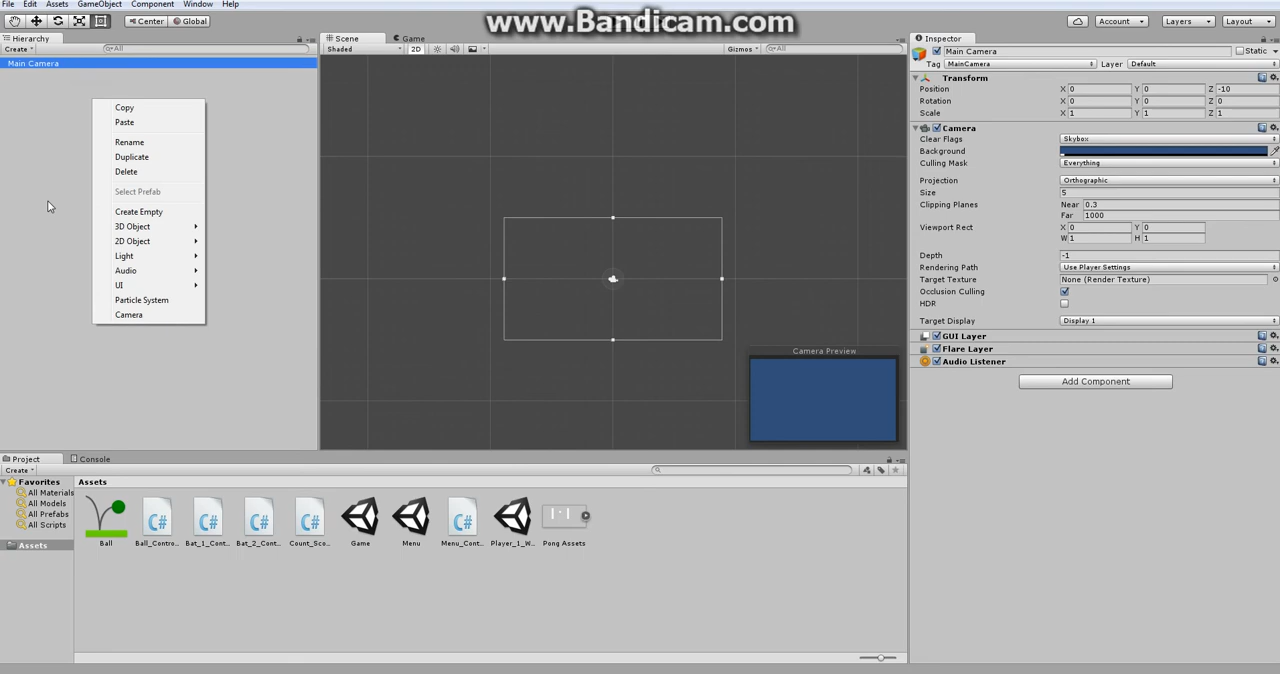 File Edit Assets GameObject Component Window Help
www.Bandicam.com
Center Global Account Layers Layout
Hierarchy Scene Game Inspector
Create All Shaded 2D Gizmos All Main Camera Static
Main Camera Tag MainCamera Layer Default
Transform
Position X 0 Y 0 Z -10
Rotation X 0 Y 0 Z 0
Scale X 1 Y 1 Z 1
Camera
Clear Flags Skybox
Background
Culling Mask Everything
Projection Orthographic
Size 5
Clipping Planes Near 0.3
Far 1000
Viewport Rect X 0 Y 0
W 1 H 1
Depth -1
Rendering Path Use Player Settings
Target Texture None (Render Texture)
Occlusion Culling
HDR
Target Display Display 1
GUI Layer
Flare Layer
Audio Listener
Add Component
Copy
Paste
Rename
Duplicate
Delete
Select Prefab
Create Empty
3D Object
2D Object
Light
Audio
UI
Particle System
Camera
Camera Preview
Project Console
Create
Favorites
All Materials
All Models
All Prefabs
All Scripts
Assets
Assets
C# C# C# C# C#
Ball Ball_Contro... Bat_1_Cont... Bat_2_Cont... Count_Sco... Game Menu Menu_Cont... Player_1_W... Pong Assets